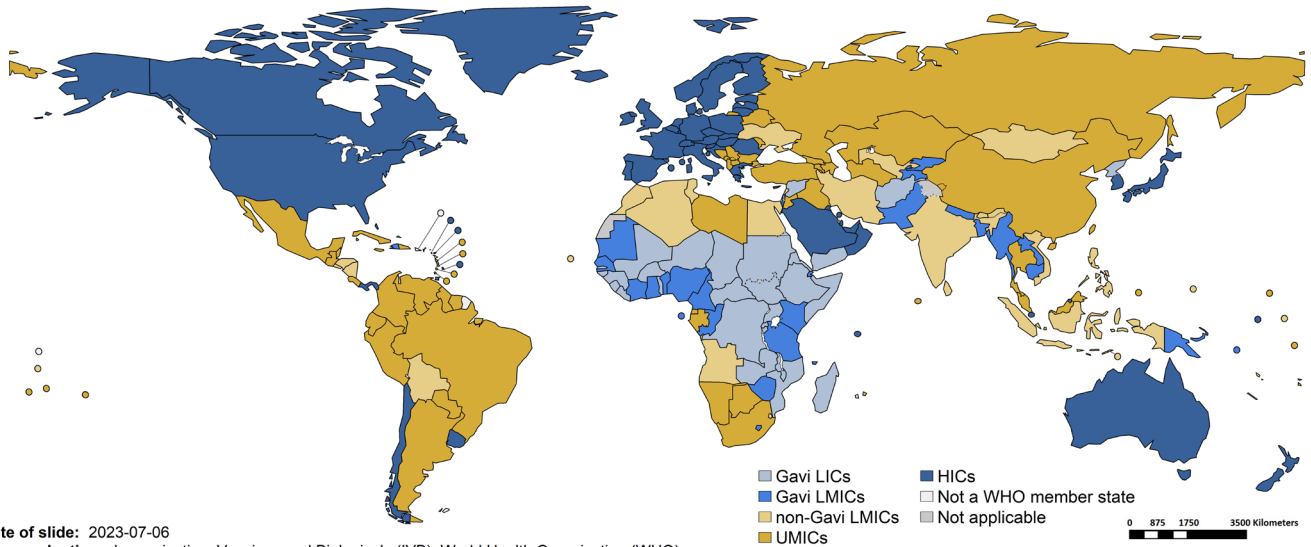 Gavi LICs
Gavi LMICs
non-Gavi LMICs
UMICs
HICs
Not a WHO member state
Not applicable
0 875 1750 3500 Kilometers
te of slide: 2023-07-06